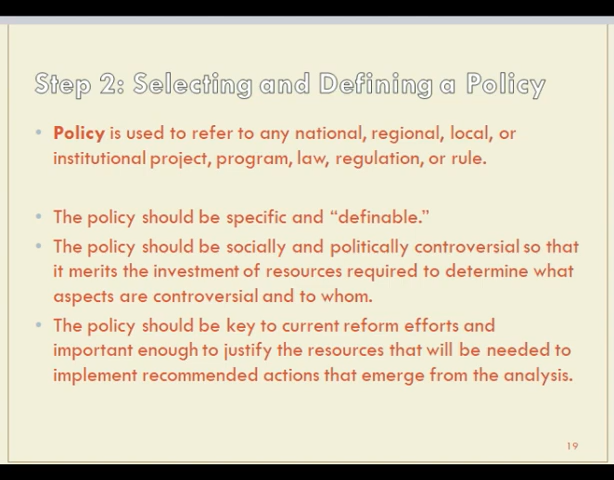 Step 2: Selecting and Defining a Policy
• Policy is used to refer to any national, regional, local, or
institutional project, program, law, regulation, or rule.
• The policy should be specific and “definable.”
• The policy should be socially and politically controversial so that
it merits the investment of resources required to determine what
aspects are controversial and to whom.
• The policy should be key to current reform efforts and
important enough to justify the resources that will be needed to
implement recommended actions that emerge from the analysis.
19